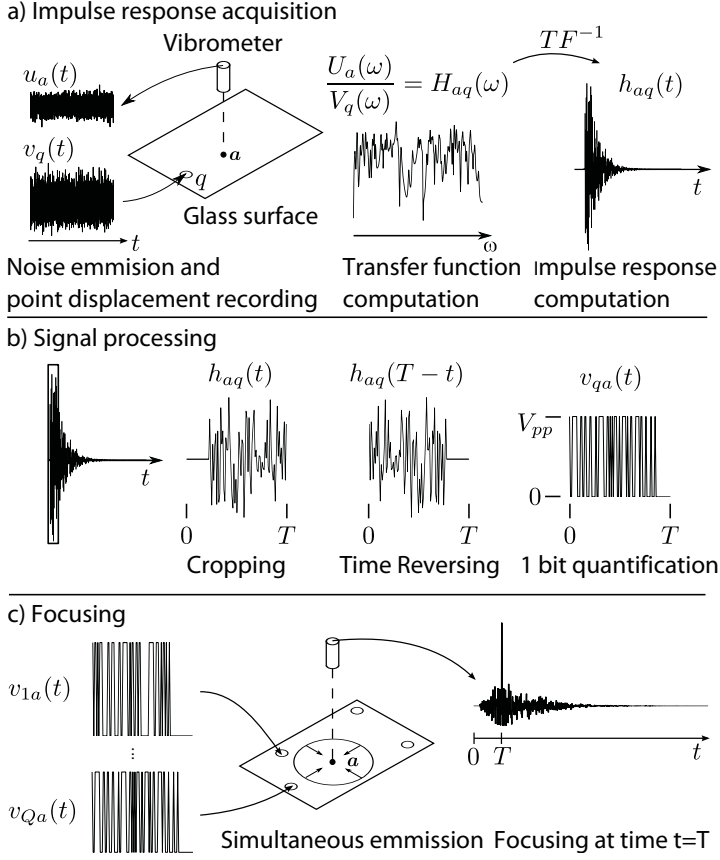 a) Impulse response acquisition
Vibrometer
u_a(t)
v_q(t)
a
q
Glass surface
t
Noise emmision and
point displacement recording
U_a(ω)/V_q(ω) = H_aq(ω)
TF^{-1}
h_aq(t)
t
ω
Transfer function
computation
Impulse response
computation
b) Signal processing
t
h_aq(t)
0 T
Cropping
h_aq(T − t)
0 T
Time Reversing
v_qa(t)
V_pp
0
0 T
1 bit quantification
c) Focusing
v_1a(t)
...
v_Qa(t)
a
Simultaneous emmission
0 T t
Focusing at time t=T